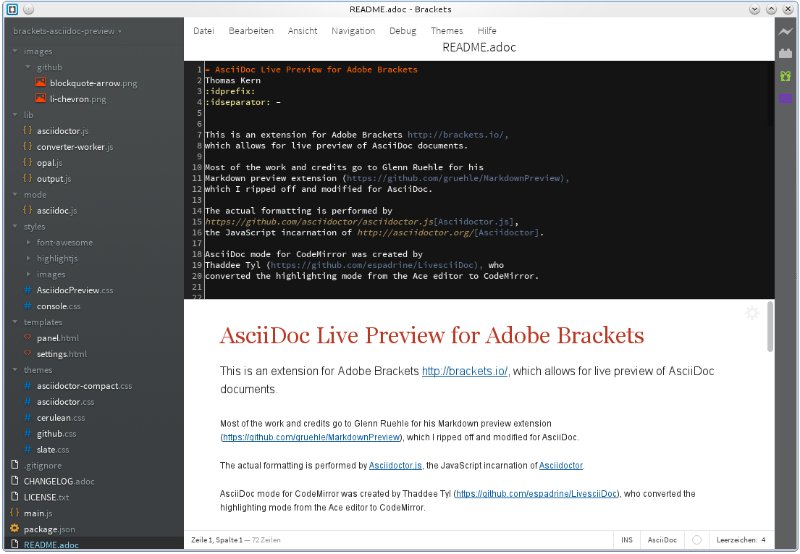 README.adoc - Brackets
brackets-asciidoc-preview
images
github
blockquote-arrow.png
li-chevron.png
lib
asciidoctor.js
converter-worker.js
opal.js
output.js
mode
asciidoc.js
styles
font-awesome
highlightjs
images
AsciidocPreview.css
console.css
templates
panel.html
settings.html
themes
asciidoctor-compact.css
asciidoctor.css
cerulean.css
github.css
slate.css
.gitignore
CHANGELOG.adoc
LICENSE.txt
main.js
package.json
README.adoc
Datei Bearbeiten Ansicht Navigation Debug Themes Hilfe
README.adoc
1 = AsciiDoc Live Preview for Adobe Brackets
2 Thomas Kern
3 :idprefix:
4 :idseparator: -
5
6
7 This is an extension for Adobe Brackets http://brackets.io/,
8 which allows for live preview of AsciiDoc documents.
9
10 Most of the work and credits go to Glenn Ruehle for his
11 Markdown preview extension (https://github.com/gruehle/MarkdownPreview),
12 which I ripped off and modified for AsciiDoc.
13
14 The actual formatting is performed by
15 https://github.com/asciidoctor/asciidoctor.js[Asciidoctor.js],
16 the JavaScript incarnation of http://asciidoctor.org/[Asciidoctor].
17
18 AsciiDoc mode for CodeMirror was created by
19 Thaddee Tyl (https://github.com/espadrine/LivesciiDoc), who
20 converted the highlighting mode from the Ace editor to CodeMirror.
21
22
AsciiDoc Live Preview for Adobe Brackets
This is an extension for Adobe Brackets http://brackets.io/, which allows for live preview of AsciiDoc
documents.
Most of the work and credits go to Glenn Ruehle for his Markdown preview extension
(https://github.com/gruehle/MarkdownPreview), which I ripped off and modified for AsciiDoc.
The actual formatting is performed by Asciidoctor.js, the JavaScript incarnation of Asciidoctor.
AsciiDoc mode for CodeMirror was created by Thaddee Tyl (https://github.com/espadrine/LivesciiDoc), who converted the
highlighting mode from the Ace editor to CodeMirror.
Zeile 1, Spalte 1 — 72 Zeilen INS AsciiDoc Leerzeichen: 4